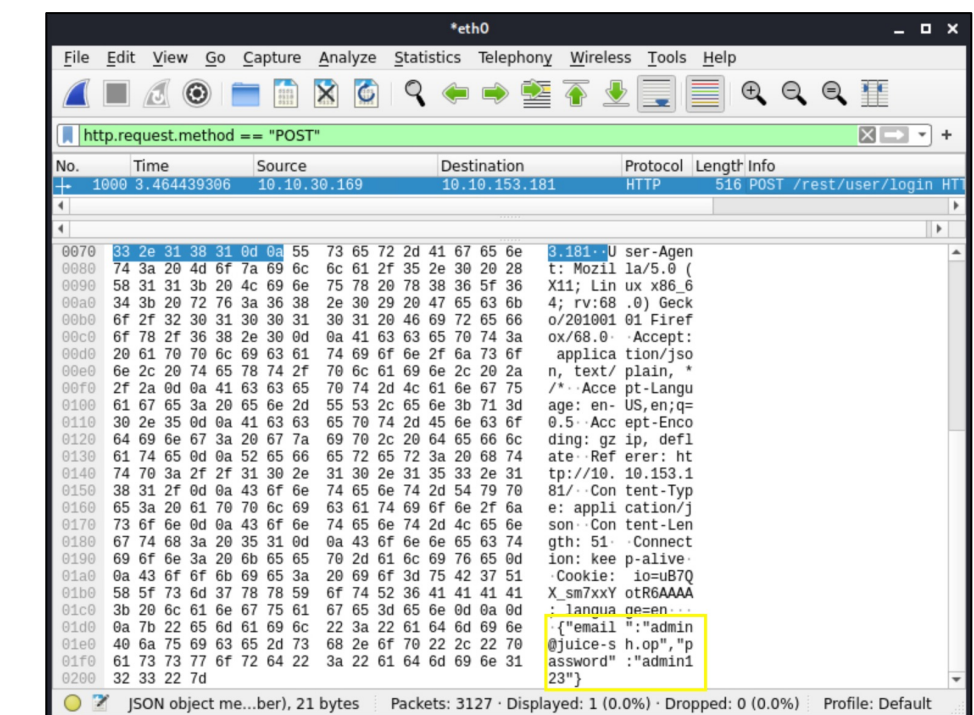 *eth0
File Edit View Go Capture Analyze Statistics Telephony Wireless Tools Help
http.request.method == "POST"
No. Time Source Destination Protocol Length Info
1000 3.464439306 10.10.30.169 10.10.153.181 HTTP 516 POST /rest/user/login HTT
0070 33 2e 31 38 31 0d 0a 55 73 65 72 2d 41 67 65 6e 3.181··U ser-Agen
0080 74 3a 20 4d 6f 7a 69 6c 6c 61 2f 35 2e 30 20 28 t: Mozil la/5.0 (
0090 58 31 31 3b 20 4c 69 6e 75 78 20 78 38 36 5f 36 X11; Lin ux x86_6
00a0 34 3b 20 72 76 3a 36 38 2e 30 29 20 47 65 63 6b 4; rv:68 .0) Geck
00b0 6f 2f 32 30 31 30 30 31 30 31 20 46 69 72 65 66 o/201001 01 Firef
00c0 6f 78 2f 36 38 2e 30 0d 0a 41 63 63 65 70 74 3a ox/68.0· ·Accept:
00d0 20 61 70 70 6c 69 63 61 74 69 6f 6e 2f 6a 73 6f applica tion/jso
00e0 6e 2c 20 74 65 78 74 2f 70 6c 61 69 6e 2c 20 2a n, text/ plain, *
00f0 2f 2a 0d 0a 41 63 63 65 70 74 2d 4c 61 6e 67 75 /*··Acce pt-Langu
0100 61 67 65 3a 20 65 6e 2d 55 53 2c 65 6e 3b 71 3d age: en- US,en;q=
0110 30 2e 35 0d 0a 41 63 63 65 70 74 2d 45 6e 63 6f 0.5··Acc ept-Enco
0120 64 69 6e 67 3a 20 67 7a 69 70 2c 20 64 65 66 6c ding: gz ip, defl
0130 61 74 65 0d 0a 52 65 66 65 72 65 72 3a 20 68 74 ate··Ref erer: ht
0140 74 70 3a 2f 2f 31 30 2e 31 30 2e 31 35 33 2e 31 tp://10. 10.153.1
0150 38 31 2f 0d 0a 43 6f 6e 74 65 6e 74 2d 54 79 70 81/··Con tent-Typ
0160 65 3a 20 61 70 70 6c 69 63 61 74 69 6f 6e 2f 6a e: appli cation/j
0170 73 6f 6e 0d 0a 43 6f 6e 74 65 6e 74 2d 4c 65 6e son··Con tent-Len
0180 67 74 68 3a 20 35 31 0d 0a 43 6f 6e 6e 65 63 74 gth: 51· ·Connect
0190 69 6f 6e 3a 20 6b 65 65 70 2d 61 6c 69 76 65 0d ion: kee p-alive·
01a0 0a 43 6f 6f 6b 69 65 3a 20 69 6f 3d 75 42 37 51 ·Cookie: io=uB7Q
01b0 58 5f 73 6d 37 78 78 59 6f 74 52 36 41 41 41 41 X_sm7xxY otR6AAAA
01c0 3b 20 6c 61 6e 67 75 61 67 65 3d 65 6e 0d 0a 0d ; langua ge=en···
01d0 0a 7b 22 65 6d 61 69 6c 22 3a 22 61 64 6d 69 6e ·{"email ":"admin
01e0 40 6a 75 69 63 65 2d 73 68 2e 6f 70 22 2c 22 70 @juice-s h.op","p
01f0 61 73 73 77 6f 72 64 22 3a 22 61 64 6d 69 6e 31 assword" :"admin1
0200 32 33 22 7d 23"}
JSON object me...ber), 21 bytes Packets: 3127 · Displayed: 1 (0.0%) · Dropped: 0 (0.0%) Profile: Default